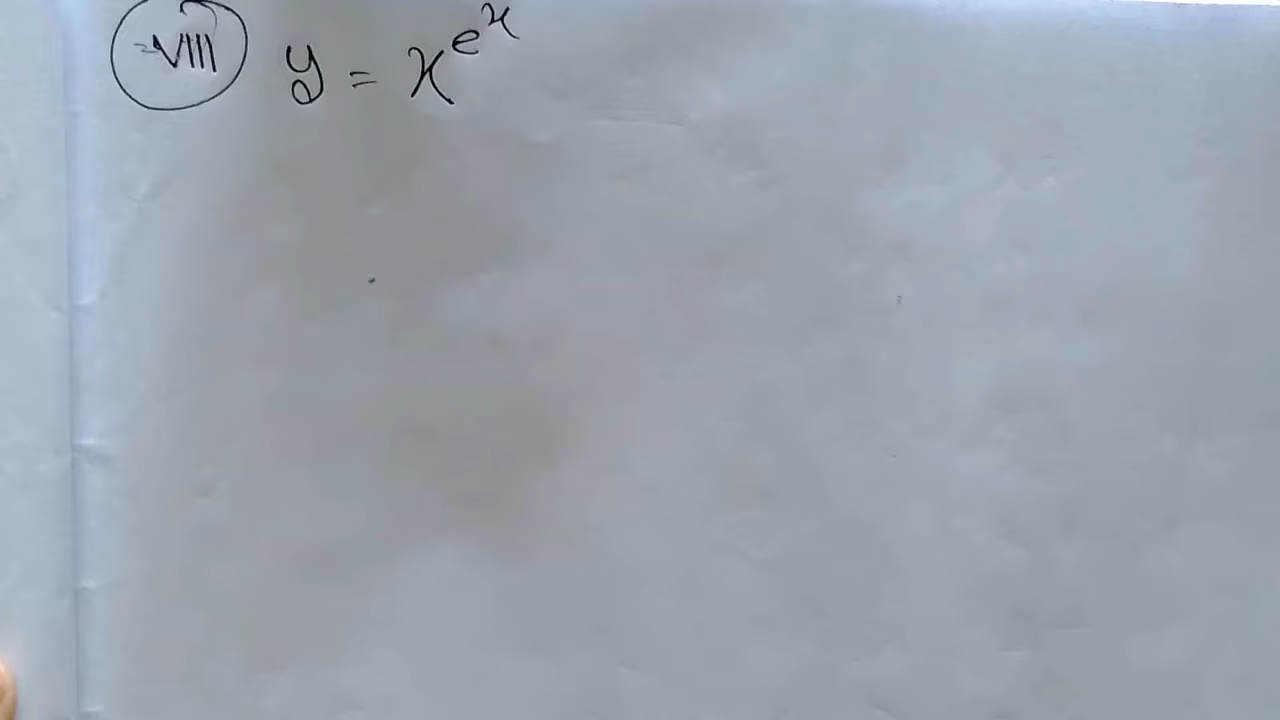 VIII y = x^{e^x}